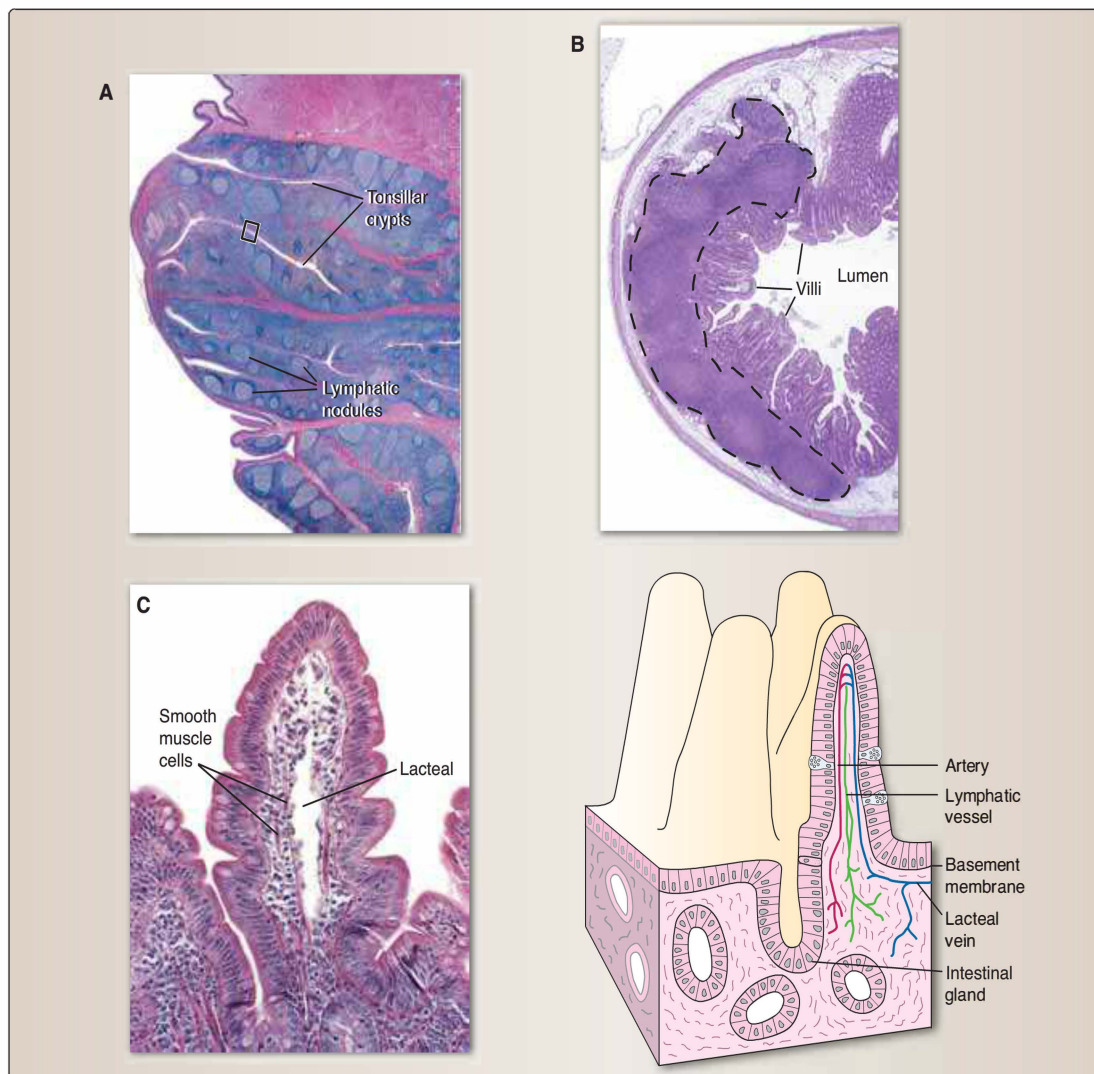 A
Tonsillar
crypts
Lymphatic
nodules
B
Villi
Lumen
C
Smooth
muscle
cells
Lacteal
Artery
Lymphatic
vessel
Basement
membrane
Lacteal
vein
Intestinal
gland